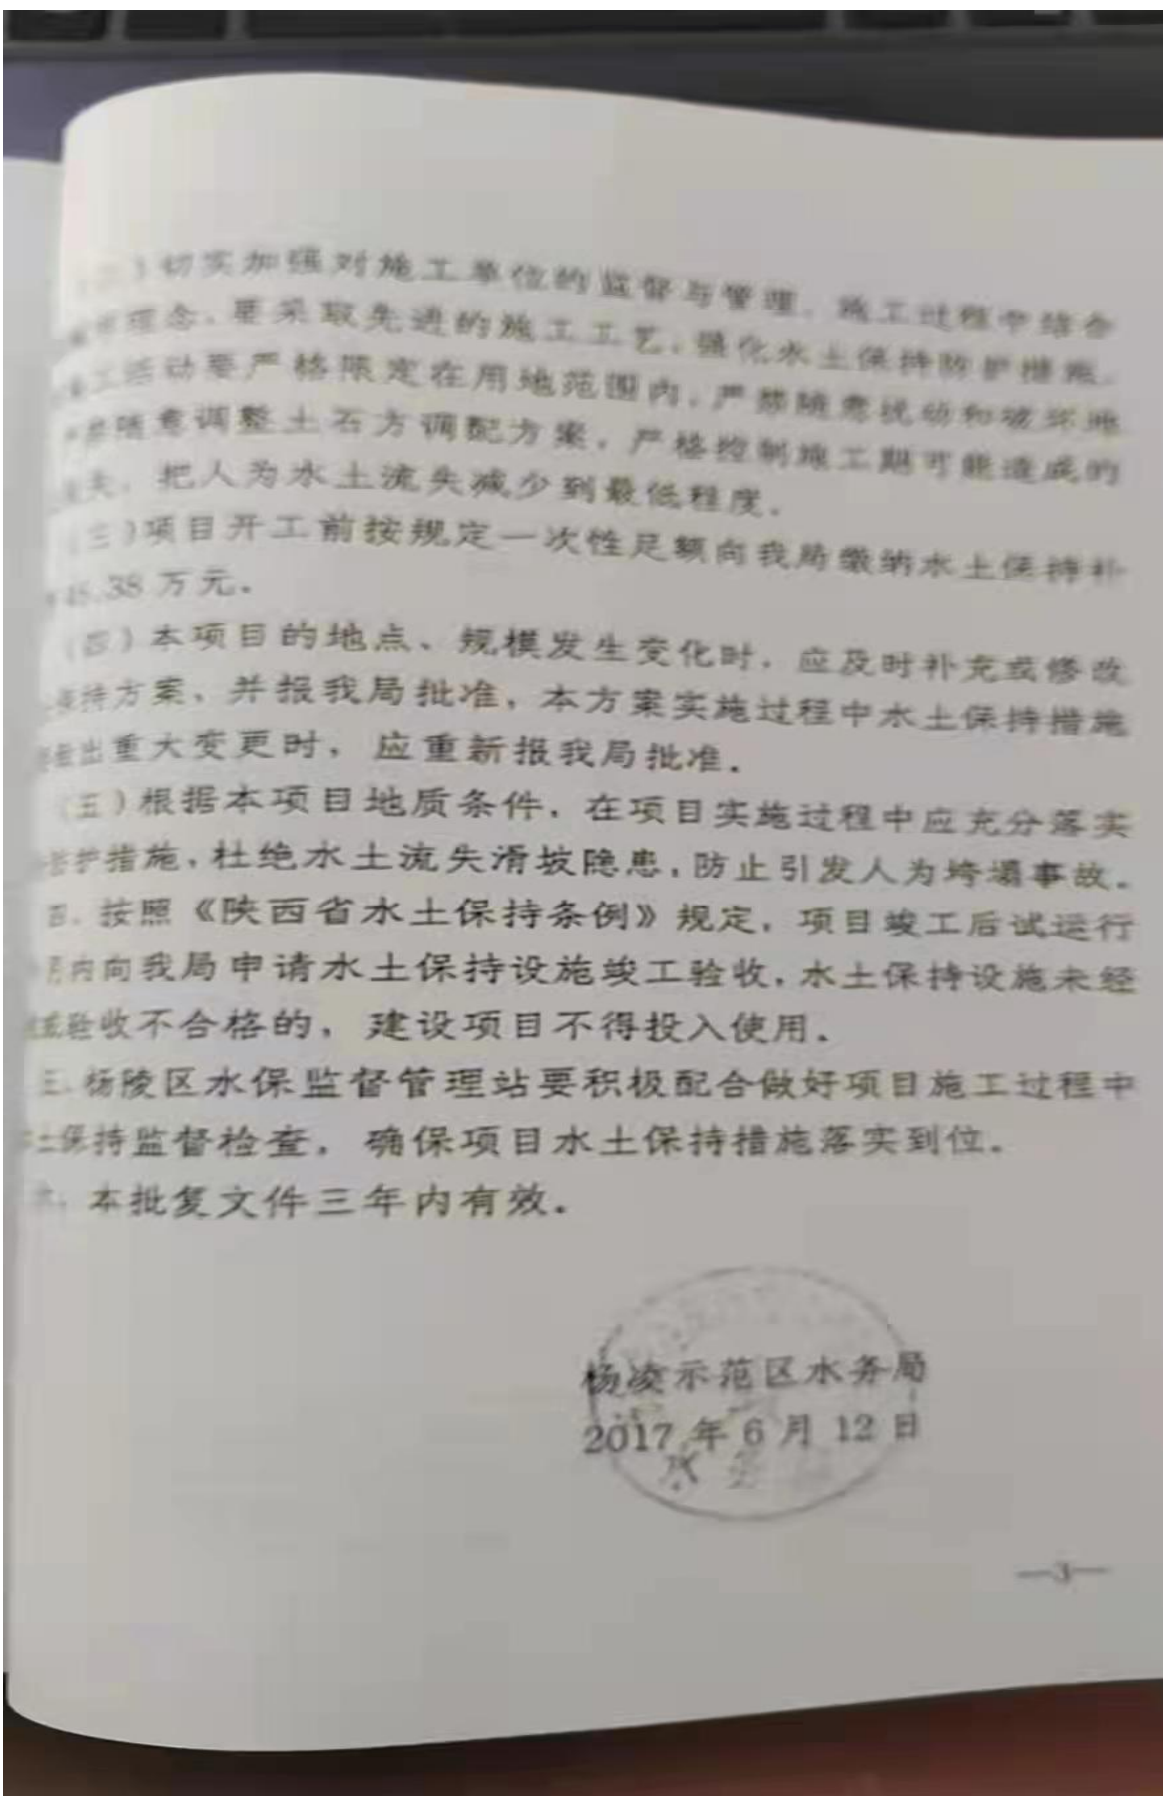 )切实加强对施工单位的监督与管理，施工过程中结合
理念，要采取先进的施工工艺，强化水土保持防护措施，
工活动要严格限定在用地范围内，严禁随意扰动和破坏地
严禁随意调整土石方调配方案，严格控制施工期可能造成的
流失，把人为水土流失减少到最低程度。
(三)项目开工前按规定一次性足额向我局缴纳水土保持补
45.38 万元。
(四)本项目的地点、规模发生变化时，应及时补充或修改
保持方案，并报我局批准，本方案实施过程中水土保持措施
出重大变更时，应重新报我局批准。
(五)根据本项目地质条件，在项目实施过程中应充分落实
防护措施，杜绝水土流失滑坡隐患，防止引发人为垮塌事故。
四、按照《陕西省水土保持条例》规定，项目竣工后试运行
月内向我局申请水土保持设施竣工验收，水土保持设施未经
验收不合格的，建设项目不得投入使用。
五、杨陵区水保监督管理站要积极配合做好项目施工过程中
土保持监督检查，确保项目水土保持措施落实到位。
本批复文件三年内有效。
杨凌示范区水务局
2017 年 6 月 12 日
—3—